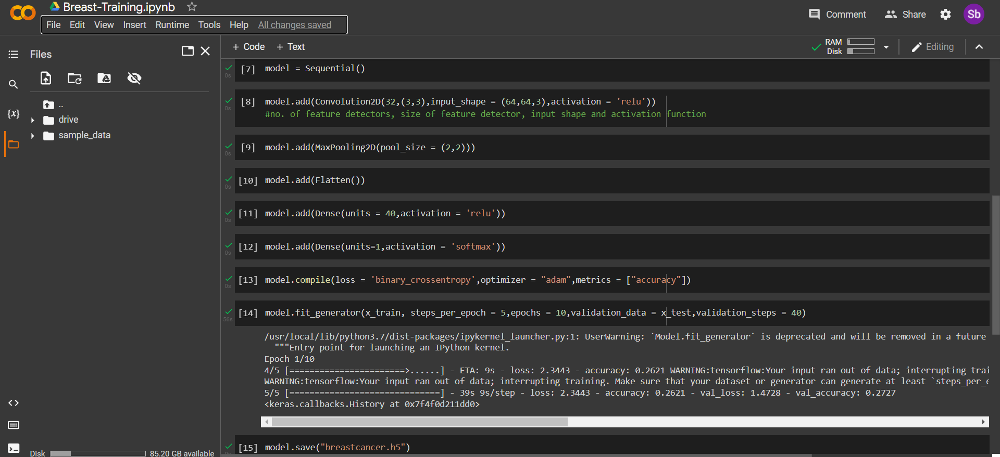 Breast-Training.ipynb
File Edit View Insert Runtime Tools Help All changes saved
Comment Share Sb
Files
+ Code + Text
RAM
Disk
Editing
..
drive
sample_data
{x}
[7] model = Sequential()
0s
[8] model.add(Convolution2D(32,(3,3),input_shape = (64,64,3),activation = 'relu'))
0s
#no. of feature detectors, size of feature detector, input shape and activation function
[9] model.add(MaxPooling2D(pool_size = (2,2)))
0s
[10] model.add(Flatten())
0s
[11] model.add(Dense(units = 40,activation = 'relu'))
0s
[12] model.add(Dense(units=1,activation = 'softmax'))
0s
[13] model.compile(loss = 'binary_crossentropy',optimizer = "adam",metrics = ["accuracy"])
0s
[14] model.fit_generator(x_train, steps_per_epoch = 5,epochs = 10,validation_data = x_test,validation_steps = 40)
56s
/usr/local/lib/python3.7/dist-packages/ipykernel_launcher.py:1: UserWarning: `Model.fit_generator` is deprecated and will be removed in a future
"""Entry point for launching an IPython kernel.
Epoch 1/10
4/5 [=======================>......] - ETA: 9s - loss: 2.3443 - accuracy: 0.2621 WARNING:tensorflow:Your input ran out of data; interrupting trai
WARNING:tensorflow:Your input ran out of data; interrupting training. Make sure that your dataset or generator can generate at least `steps_per_e
5/5 [==============================] - 39s 9s/step - loss: 2.3443 - accuracy: 0.2621 - val_loss: 1.4728 - val_accuracy: 0.2727
<keras.callbacks.History at 0x7f4f0d211dd0>
[15] model.save("breastcancer.h5")
Disk 85.20 GB available